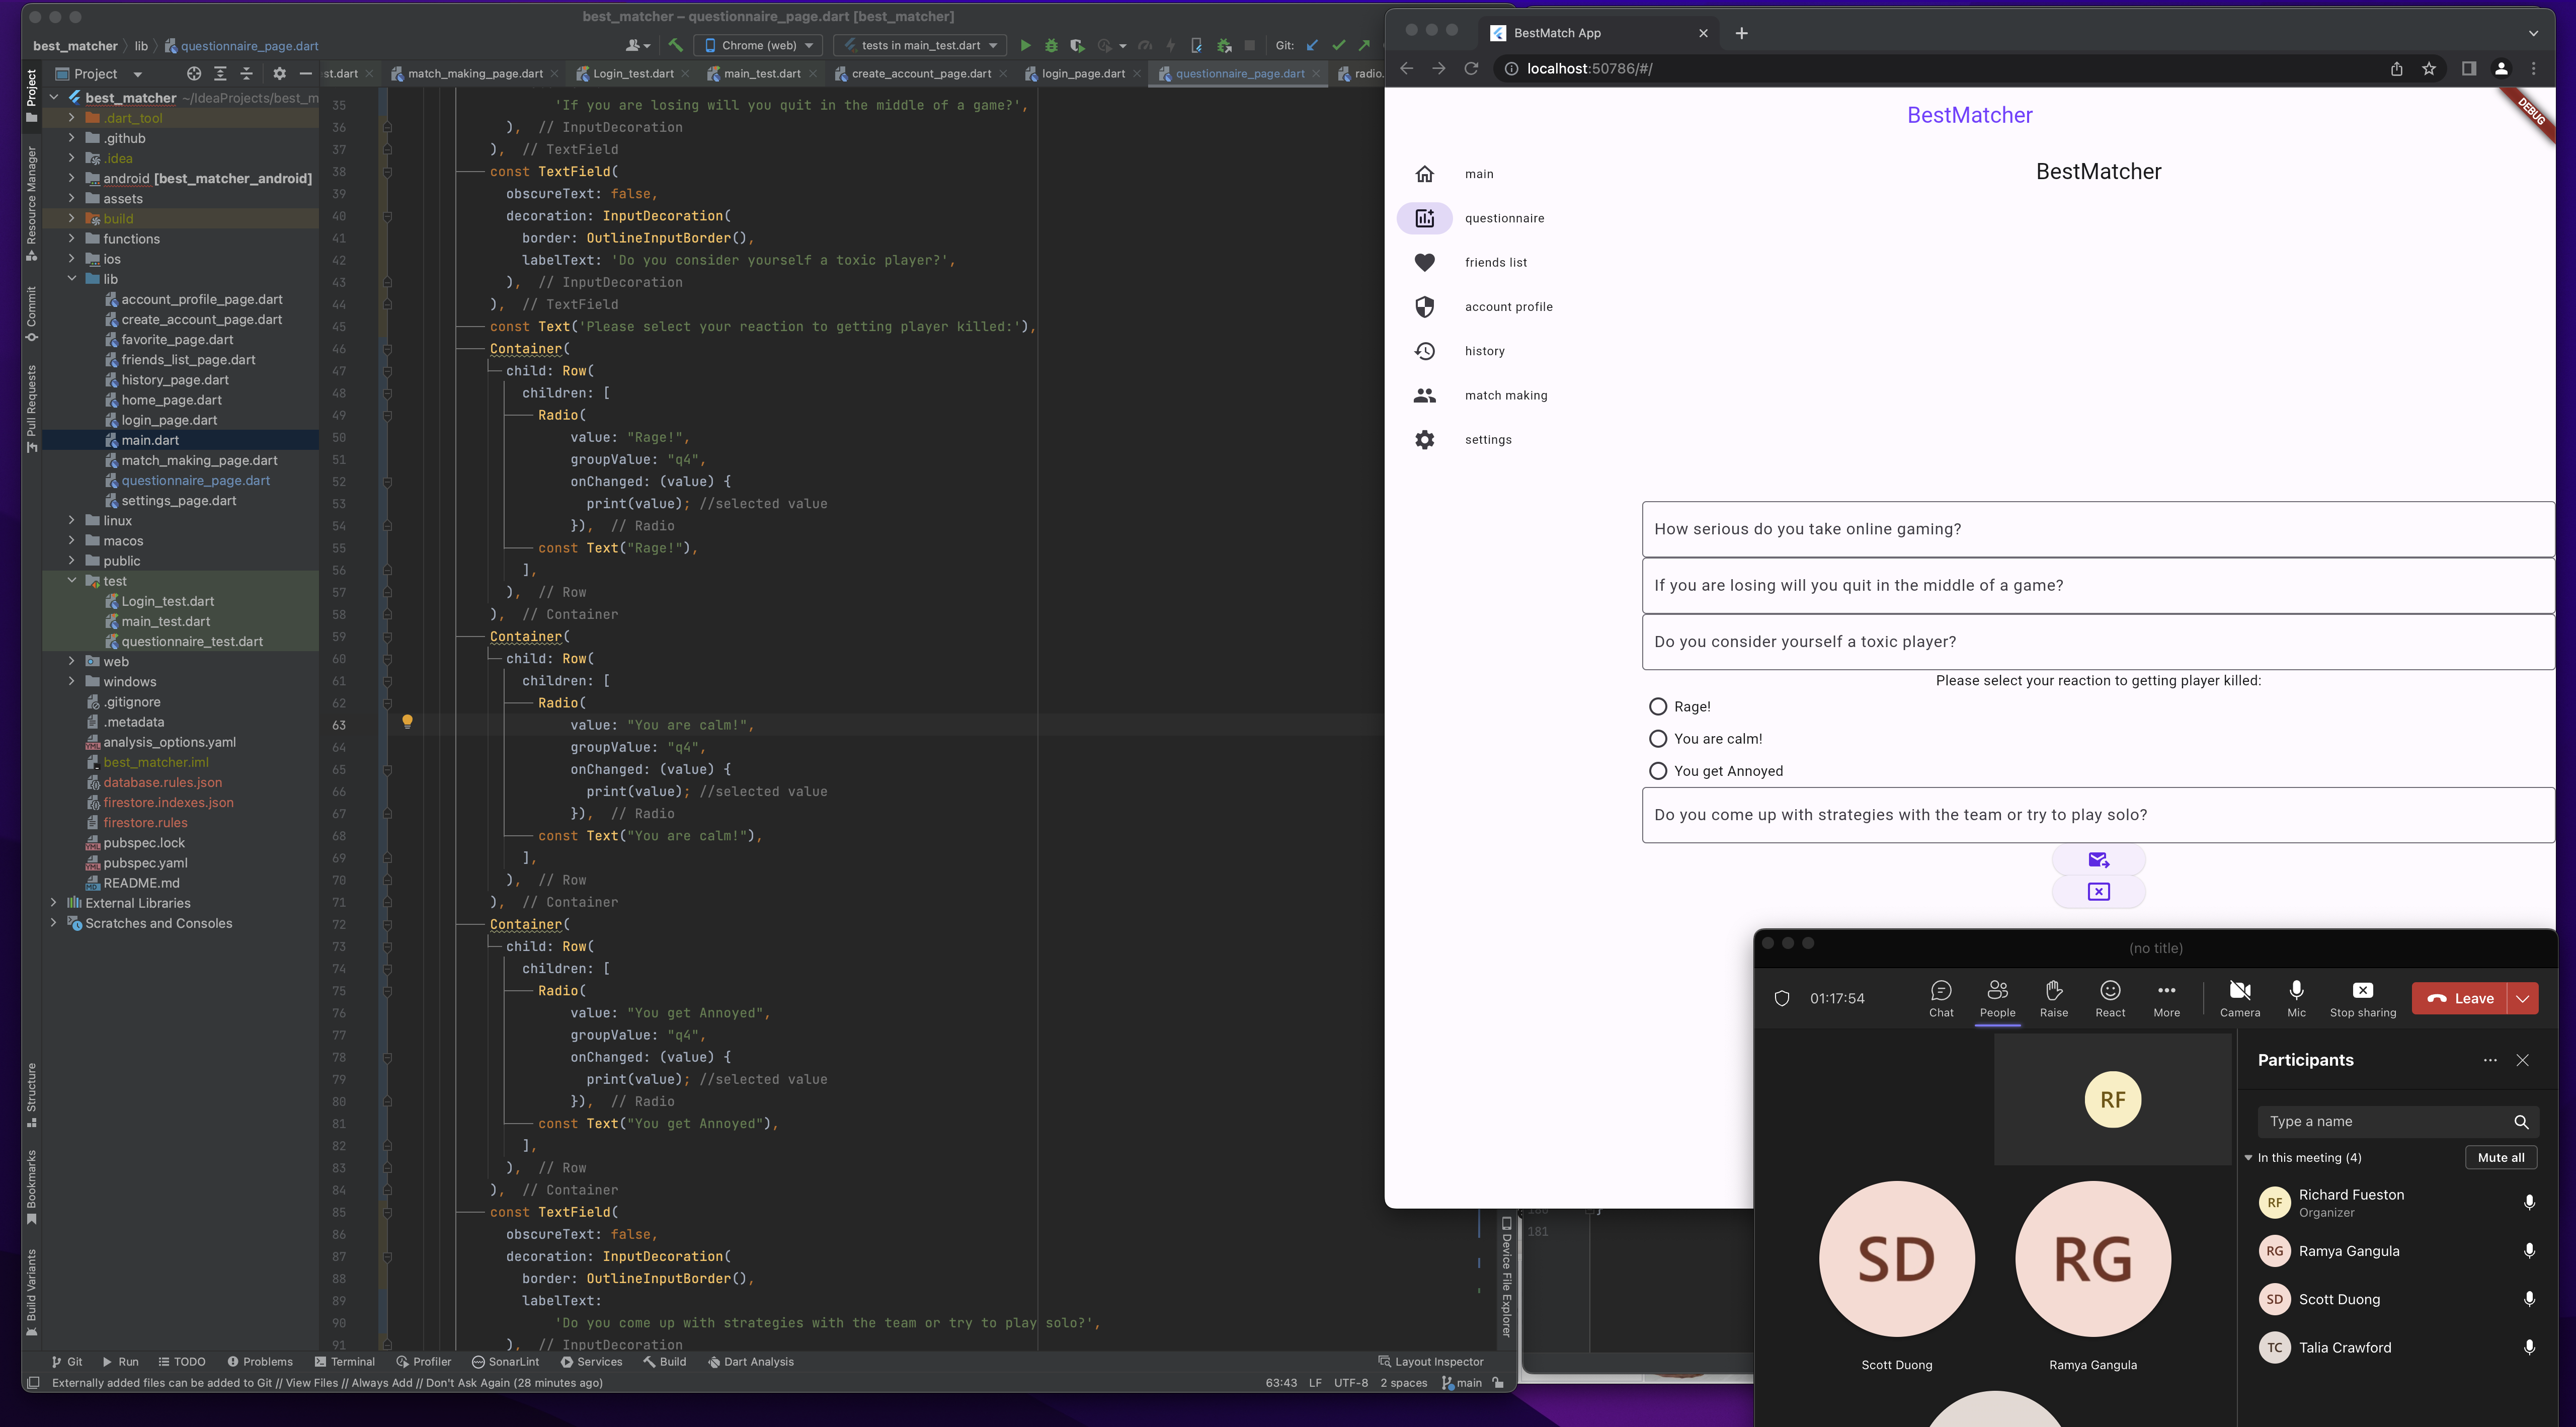 best_matcher – questionnaire_page.dart [best_matcher]
best_matcher
lib
questionnaire_page.dart
Chrome (web)
tests in main_test.dart
Git:
Project
st.dart
match_making_page.dart
Login_test.dart
main_test.dart
create_account_page.dart
login_page.dart
questionnaire_page.dart
radio.
Project
Resource Manager
Commit
Pull Requests
Structure
Bookmarks
Build Variants
best_matcher ~/IdeaProjects/best_m
.dart_tool
.github
.idea
android [best_matcher_android]
assets
build
functions
ios
lib
account_profile_page.dart
create_account_page.dart
favorite_page.dart
friends_list_page.dart
history_page.dart
home_page.dart
login_page.dart
main.dart
match_making_page.dart
questionnaire_page.dart
settings_page.dart
linux
macos
public
test
Login_test.dart
main_test.dart
questionnaire_test.dart
web
windows
.gitignore
.metadata
analysis_options.yaml
best_matcher.iml
database.rules.json
firestore.indexes.json
firestore.rules
pubspec.lock
pubspec.yaml
README.md
External Libraries
Scratches and Consoles
35 'If you are losing will you quit in the middle of a game?',
36 ), // InputDecoration
37 ), // TextField
38 const TextField(
39 obscureText: false,
40 decoration: InputDecoration(
41 border: OutlineInputBorder(),
42 labelText: 'Do you consider yourself a toxic player?',
43 ), // InputDecoration
44 ), // TextField
45 const Text('Please select your reaction to getting player killed:'),
46 Container(
47 child: Row(
48 children: [
49 Radio(
50 value: "Rage!",
51 groupValue: "q4",
52 onChanged: (value) {
53 print(value); //selected value
54 }), // Radio
55 const Text("Rage!"),
56 ],
57 ), // Row
58 ), // Container
59 Container(
60 child: Row(
61 children: [
62 Radio(
63 value: "You are calm!",
64 groupValue: "q4",
65 onChanged: (value) {
66 print(value); //selected value
67 }), // Radio
68 const Text("You are calm!"),
69 ],
70 ), // Row
71 ), // Container
72 Container(
73 child: Row(
74 children: [
75 Radio(
76 value: "You get Annoyed",
77 groupValue: "q4",
78 onChanged: (value) {
79 print(value); //selected value
80 }), // Radio
81 const Text("You get Annoyed"),
82 ],
83 ), // Row
84 ), // Container
85 const TextField(
86 obscureText: false,
87 decoration: InputDecoration(
88 border: OutlineInputBorder(),
89 labelText:
90 'Do you come up with strategies with the team or try to play solo?',
91 ), // InputDecoration
Git
Run
TODO
Problems
Terminal
Profiler
SonarLint
Services
Build
Dart Analysis
Layout Inspector
Externally added files can be added to Git // View Files // Always Add // Don't Ask Again (28 minutes ago)
63:43 LF UTF-8 2 spaces main
Device File Explorer
181
BestMatch App
localhost:50786/#/
DEBUG
BestMatcher
BestMatcher
main
questionnaire
friends list
account profile
history
match making
settings
How serious do you take online gaming?
If you are losing will you quit in the middle of a game?
Do you consider yourself a toxic player?
Please select your reaction to getting player killed:
Rage!
You are calm!
You get Annoyed
Do you come up with strategies with the team or try to play solo?
(no title)
01:17:54
Chat
People
Raise
React
More
Camera
Mic
Stop sharing
Leave
RF
SD
RG
Scott Duong
Ramya Gangula
Participants
Type a name
In this meeting (4)
Mute all
RF Richard Fueston
Organizer
RG Ramya Gangula
SD Scott Duong
TC Talia Crawford